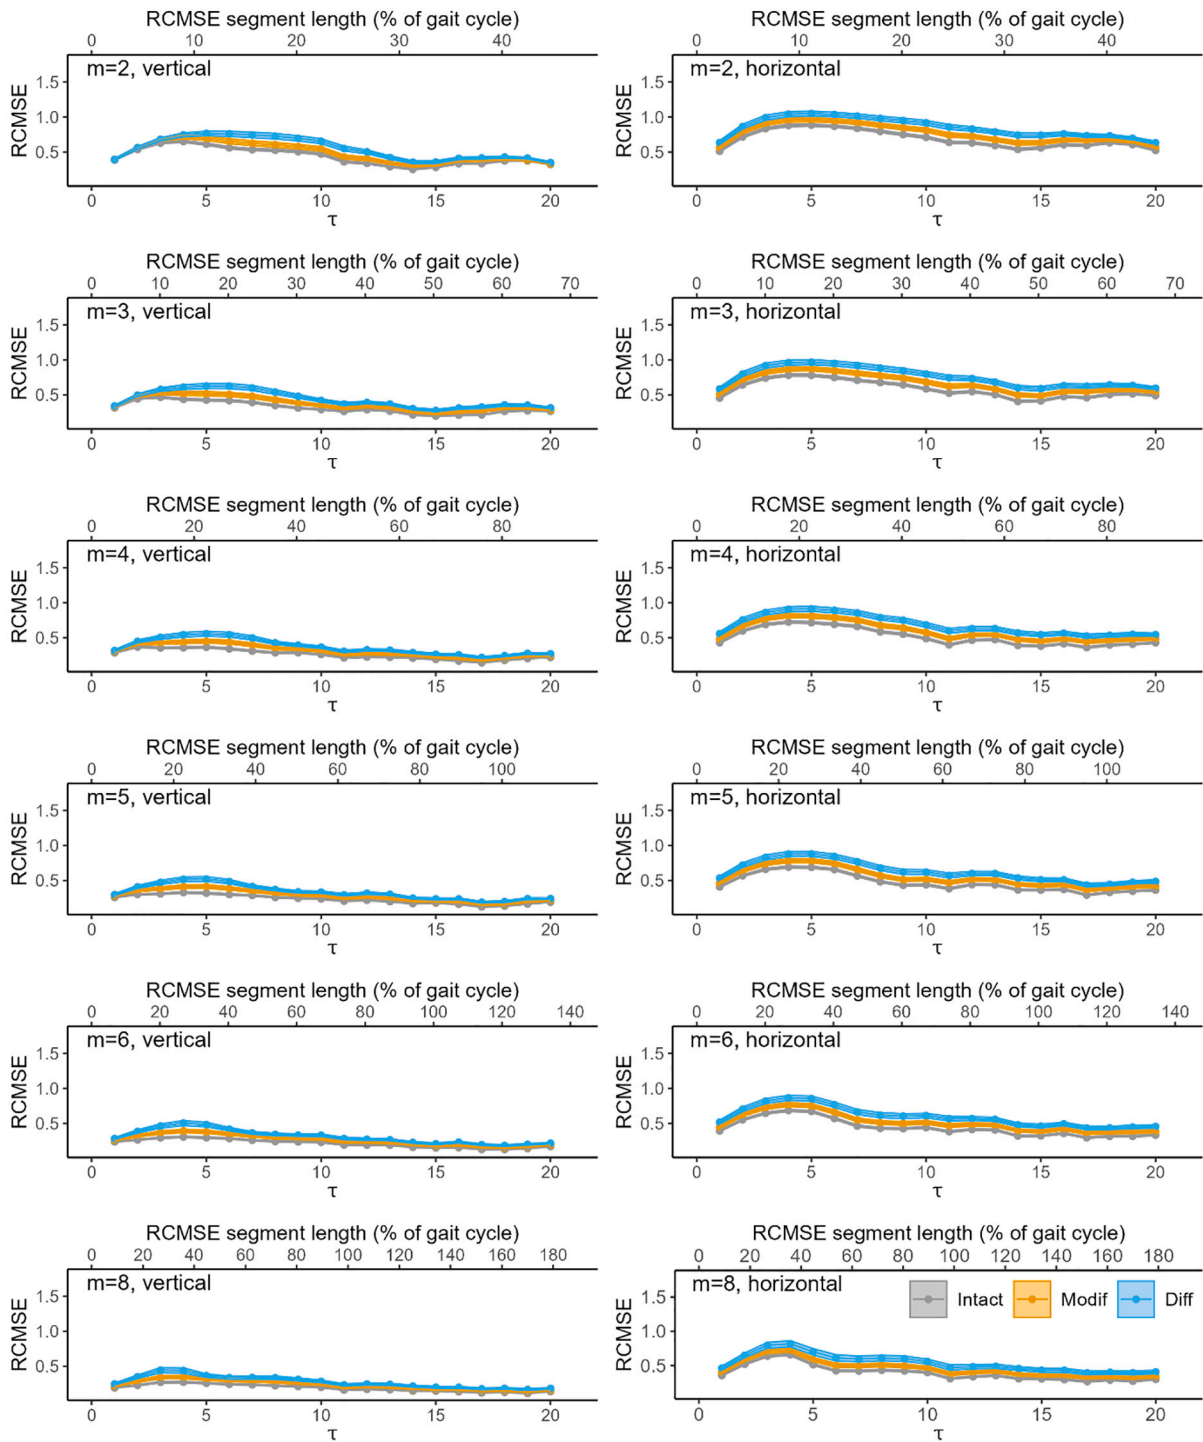 RCMSE segment length (% of gait cycle)
0 10 20 30 40
m=2, vertical
RCMSE
1.5
1.0
0.5
0 5 10 15 20
τ
RCMSE segment length (% of gait cycle)
0 10 20 30 40
m=2, horizontal
RCMSE
1.5
1.0
0.5
0 5 10 15 20
τ
RCMSE segment length (% of gait cycle)
0 10 20 30 40 50 60 70
m=3, vertical
RCMSE
1.5
1.0
0.5
0 5 10 15 20
τ
RCMSE segment length (% of gait cycle)
0 10 20 30 40 50 60 70
m=3, horizontal
RCMSE
1.5
1.0
0.5
0 5 10 15 20
τ
RCMSE segment length (% of gait cycle)
0 20 40 60 80
m=4, vertical
RCMSE
1.5
1.0
0.5
0 5 10 15 20
τ
RCMSE segment length (% of gait cycle)
0 20 40 60 80
m=4, horizontal
RCMSE
1.5
1.0
0.5
0 5 10 15 20
τ
RCMSE segment length (% of gait cycle)
0 20 40 60 80 100
m=5, vertical
RCMSE
1.5
1.0
0.5
0 5 10 15 20
τ
RCMSE segment length (% of gait cycle)
0 20 40 60 80 100
m=5, horizontal
RCMSE
1.5
1.0
0.5
0 5 10 15 20
τ
RCMSE segment length (% of gait cycle)
0 20 40 60 80 100 120 140
m=6, vertical
RCMSE
1.5
1.0
0.5
0 5 10 15 20
τ
RCMSE segment length (% of gait cycle)
0 20 40 60 80 100 120 140
m=6, horizontal
RCMSE
1.5
1.0
0.5
0 5 10 15 20
τ
RCMSE segment length (% of gait cycle)
0 20 40 60 80 100 120 140 160 180
m=8, vertical
RCMSE
1.5
1.0
0.5
0 5 10 15 20
τ
RCMSE segment length (% of gait cycle)
0 20 40 60 80 100 120 140 160 180
m=8, horizontal
Intact Modif Diff
RCMSE
1.5
1.0
0.5
0 5 10 15 20
τ